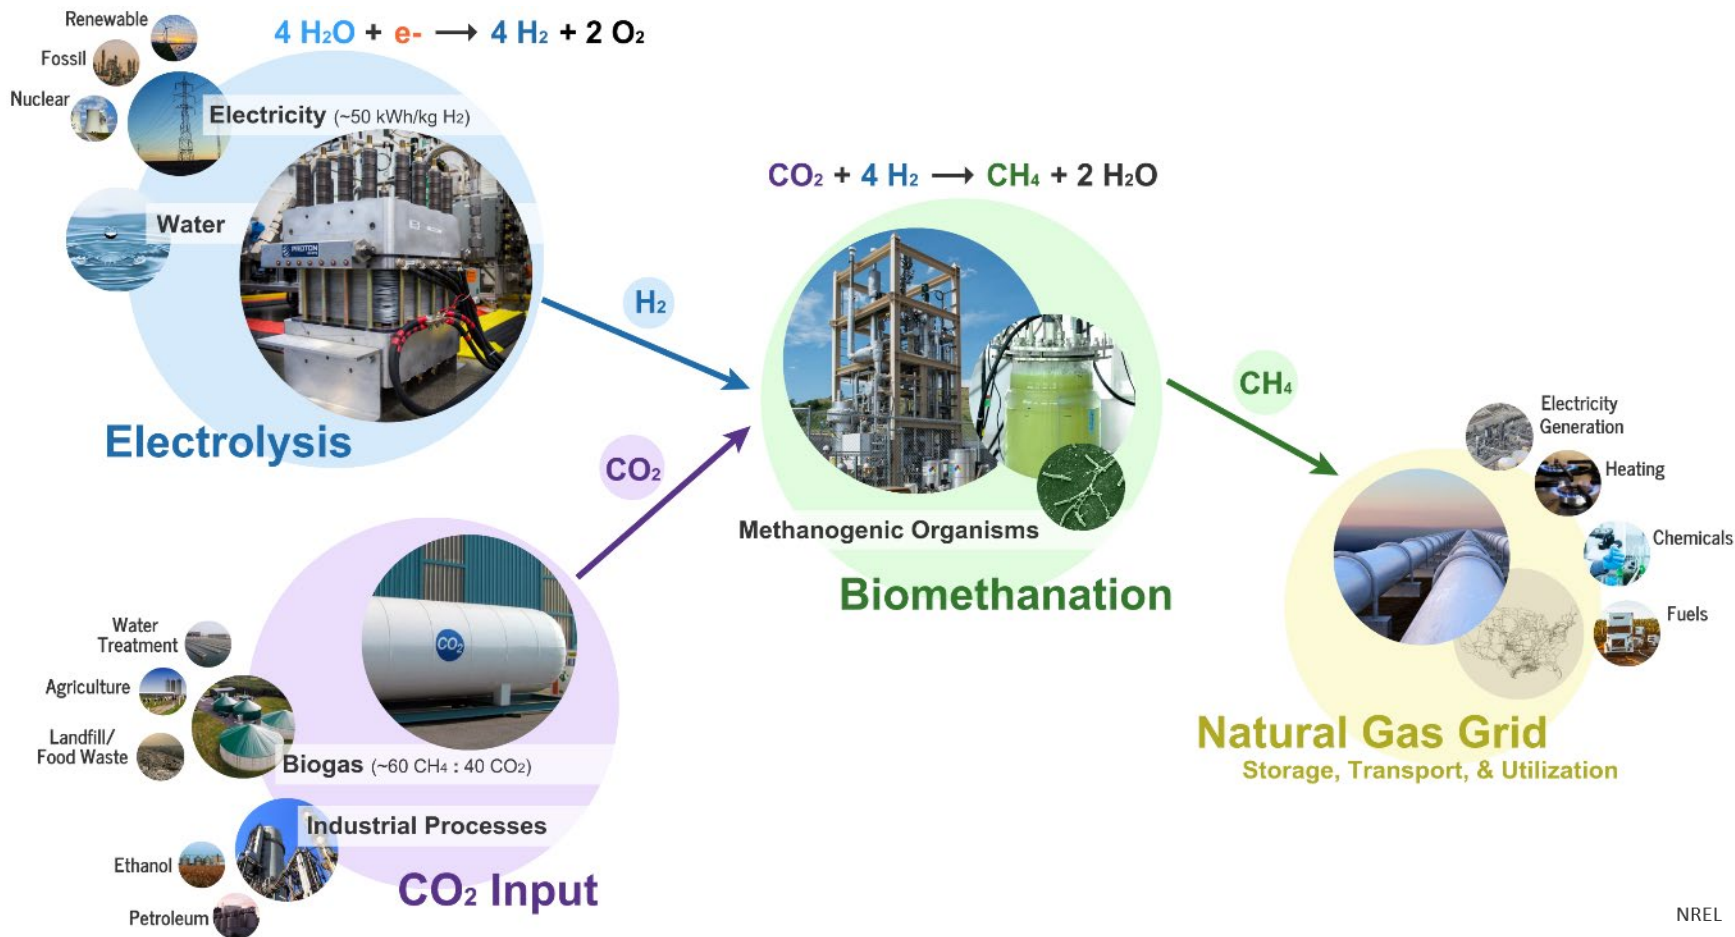 Renewable
Fossil
Nuclear
4 H₂O + e- → 4 H₂ + 2 O₂
Electricity (~50 kWh/kg H₂)
Water
PROTON
Electrolysis
H₂
CO₂ + 4 H₂ → CH₄ + 2 H₂O
Methanogenic Organisms
Biomethanation
CO₂
Water
Treatment
Agriculture
Landfill/
Food Waste
CO₂
Biogas (~60 CH₄ : 40 CO₂)
Industrial Processes
Ethanol
Petroleum
CO₂ Input
CH₄
Electricity
Generation
Heating
Chemicals
Fuels
Natural Gas Grid
Storage, Transport, & Utilization
NREL